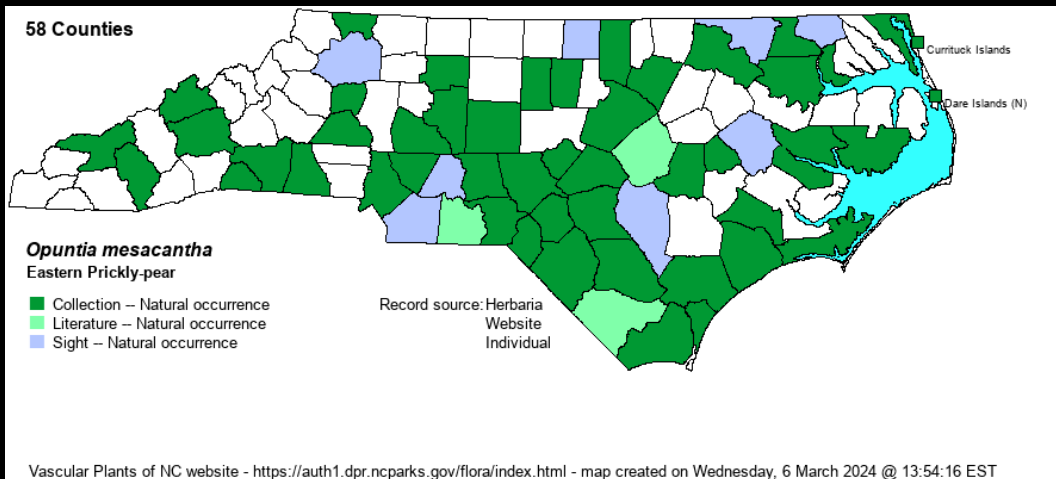 58 Counties
Currituck Islands
Dare Islands (N)
Opuntia mesacantha
Eastern Prickly-pear
Collection -- Natural occurrence
Literature -- Natural occurrence
Sight -- Natural occurrence
Record source: Herbaria
Website
Individual
Vascular Plants of NC website - https://auth1.dpr.ncparks.gov/flora/index.html - map created on Wednesday, 6 March 2024 @ 13:54:16 EST